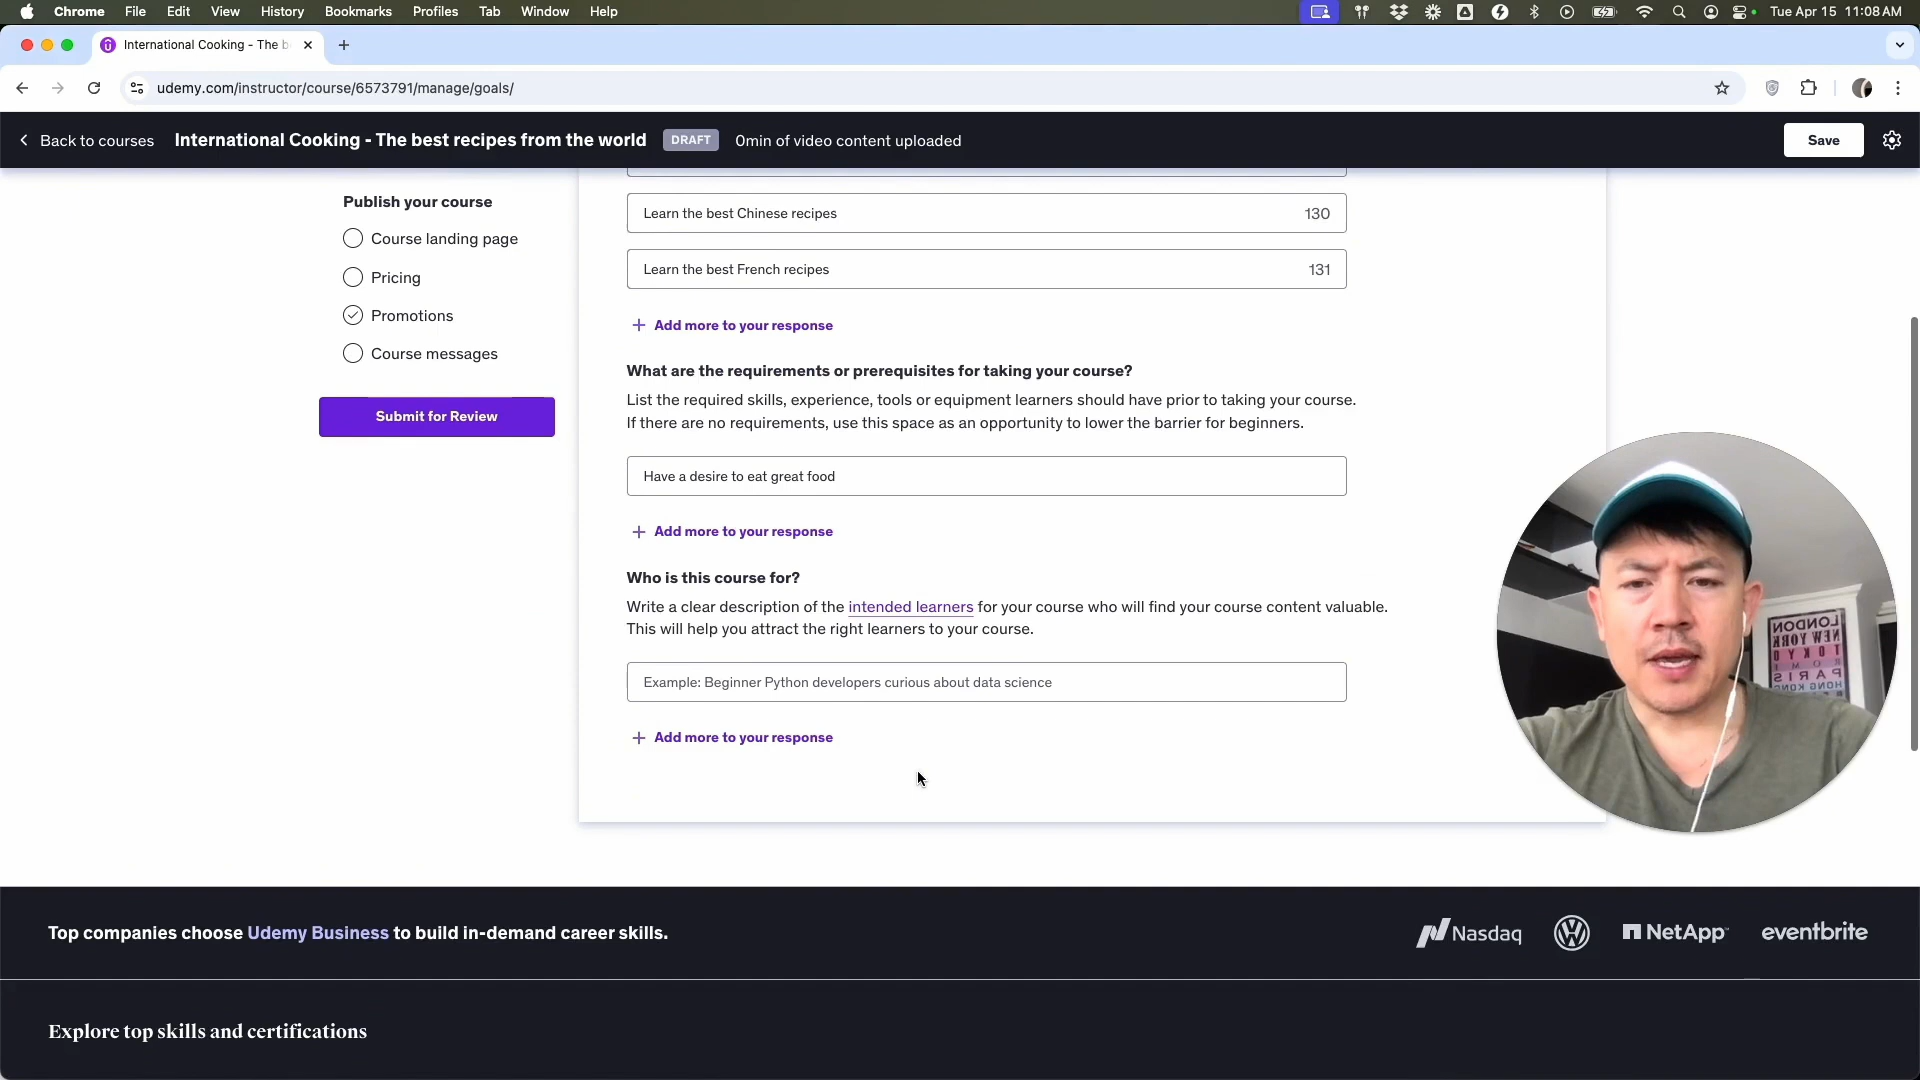 Chrome File Edit View History Bookmarks Profiles Tab Window Help Tue Apr 15 11:08 AM
International Cooking - The b
udemy.com/instructor/course/6573791/manage/goals/
Back to courses International Cooking - The best recipes from the world DRAFT 0min of video content uploaded Save
Publish your course
Course landing page
Pricing
Promotions
Course messages
Submit for Review
Learn the best Chinese recipes 130
Learn the best French recipes 131
Add more to your response
What are the requirements or prerequisites for taking your course?
List the required skills, experience, tools or equipment learners should have prior to taking your course.
If there are no requirements, use this space as an opportunity to lower the barrier for beginners.
Have a desire to eat great food
Add more to your response
Who is this course for?
Write a clear description of the intended learners for your course who will find your course content valuable.
This will help you attract the right learners to your course.
Example: Beginner Python developers curious about data science
Add more to your response
LONDON
NEW YORK
TOKYO
ROME
PARIS
HONG KONG
Top companies choose Udemy Business to build in-demand career skills.
Nasdaq NetApp eventbrite
Explore top skills and certifications